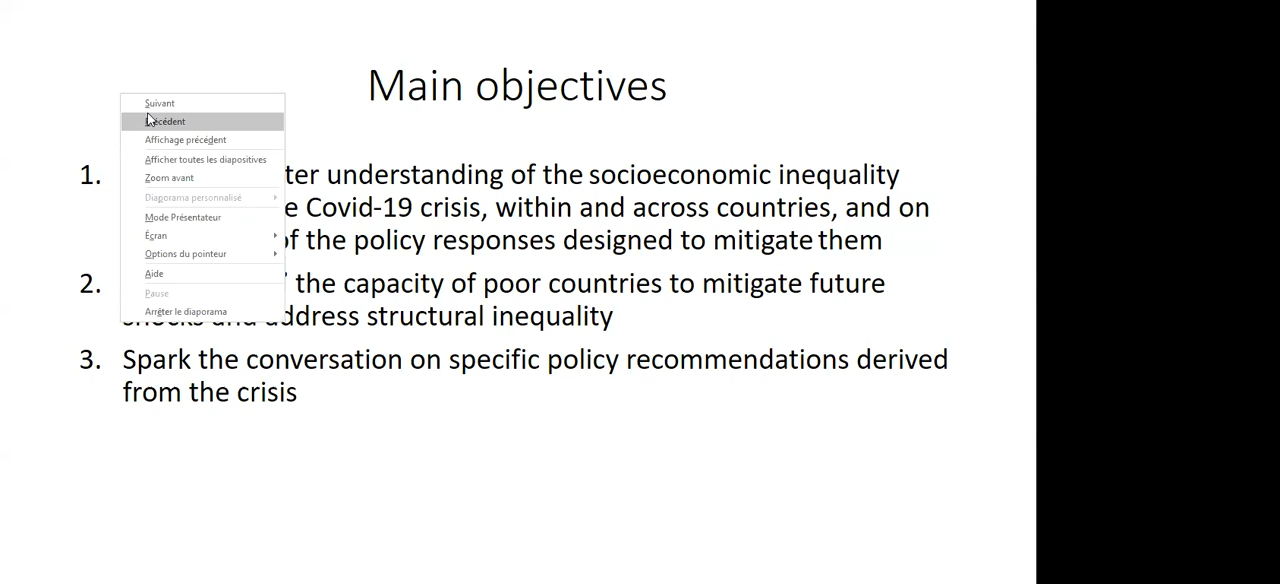 Main objectives
Suivant
Précédent
Affichage précédent
Afficher toutes les diapositives
Zoom avant
Diaporama personnalisé
Mode Présentateur
Écran
Options du pointeur
Aide
Pause
Arrêter le diaporama
1. ter understanding of the socioeconomic inequality
e Covid-19 crisis, within and across countries, and on
of the policy responses designed to mitigate them
2. the capacity of poor countries to mitigate future
shocks and address structural inequality
3. Spark the conversation on specific policy recommendations derived
from the crisis